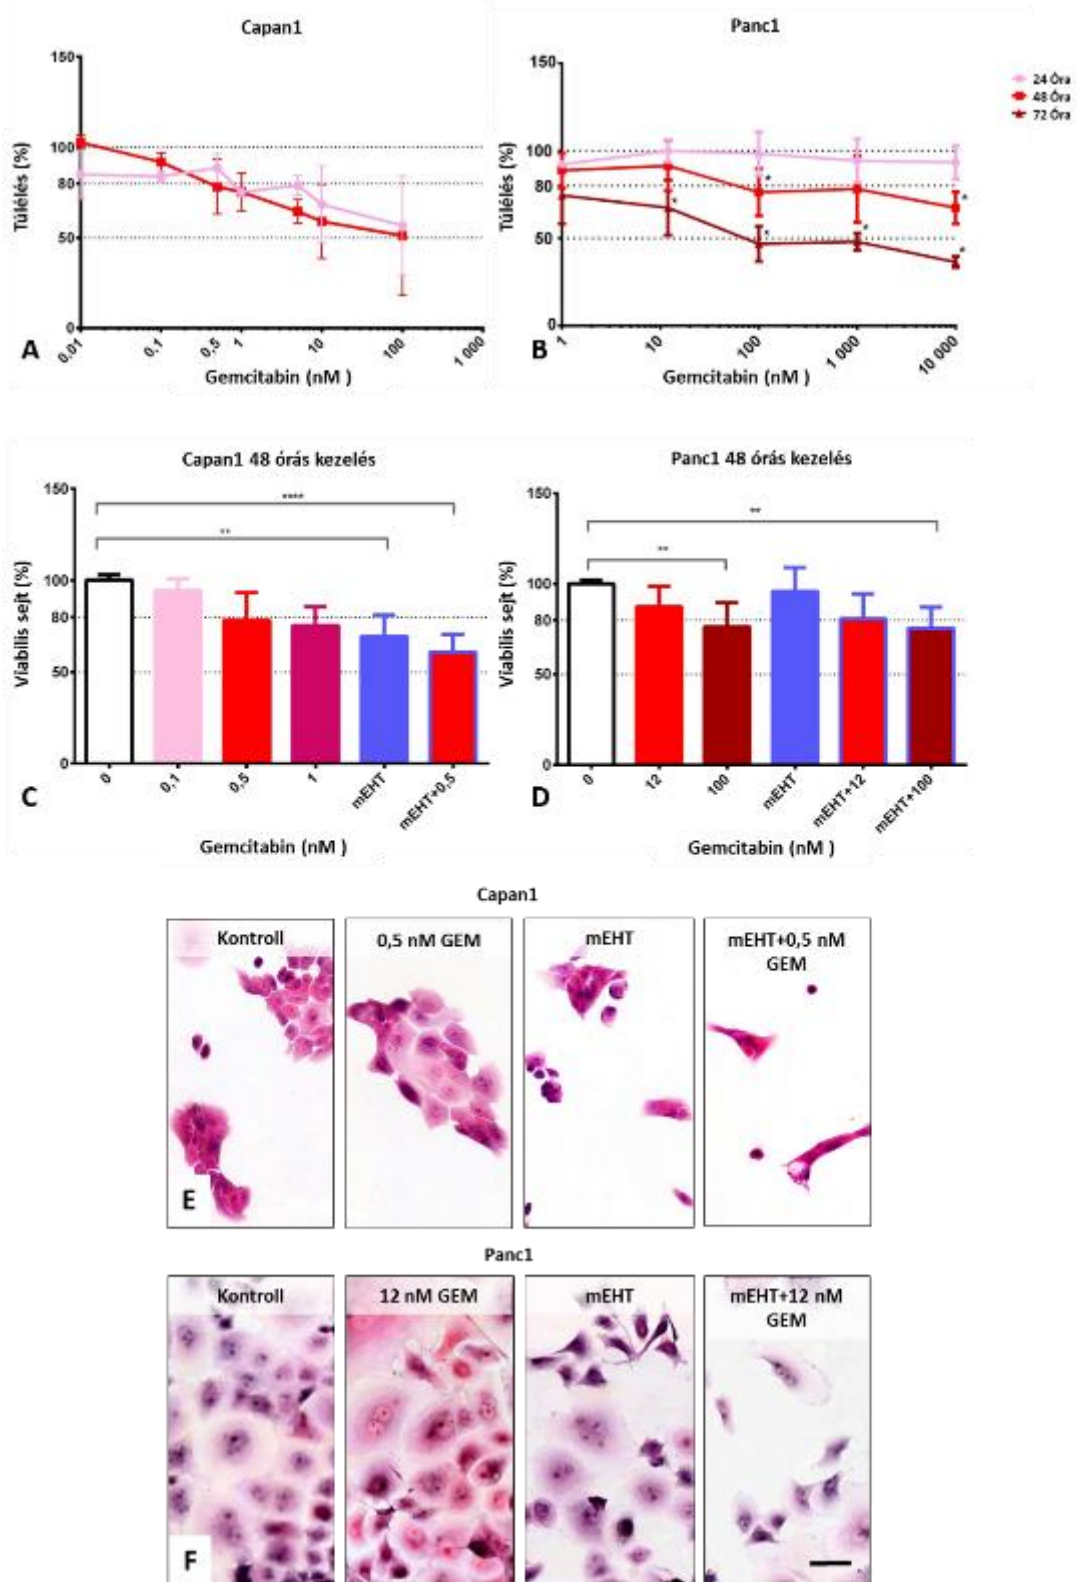 Capan1
150
100
80
50
0
Túlélés (%)
0,01
0,1
0,5
1
10
100
1 000
Gemcitabin (nM )
A
Panc1
150
100
80
50
0
Túlélés (%)
1
10
100
1 000
10 000
Gemcitabin (nM )
B
24 Óra
48 Óra
72 Óra
*
*
*
*
*
*
Capan1 48 órás kezelés
150
100
80
50
0
Viabilis sejt (%)
****
**
0
0,1
0,5
1
mEHT
mEHT+0,5
Gemcitabin (nM )
C
Panc1 48 órás kezelés
150
100
80
50
0
Viabilis sejt (%)
**
**
0
12
100
mEHT
mEHT+12
mEHT+100
Gemcitabin (nM )
D
Capan1
Kontroll
0,5 nM GEM
mEHT
mEHT+0,5 nM
GEM
E
Panc1
Kontroll
12 nM GEM
mEHT
mEHT+12 nM
GEM
F